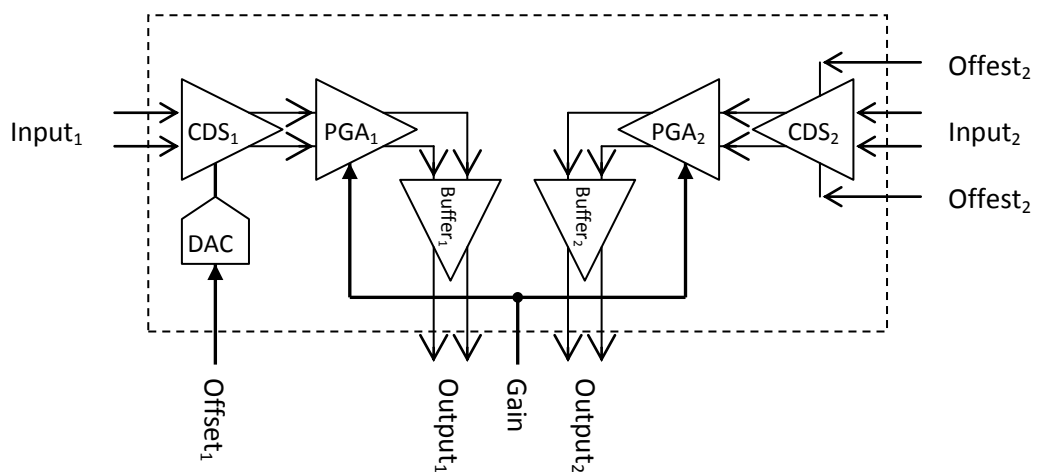 Offest₂
Input₁
CDS₁
PGA₁
PGA₂
CDS₂
Input₂
Buffer₁
Buffer₂
Offest₂
DAC
Offset₁
Output₁
Gain
Output₂